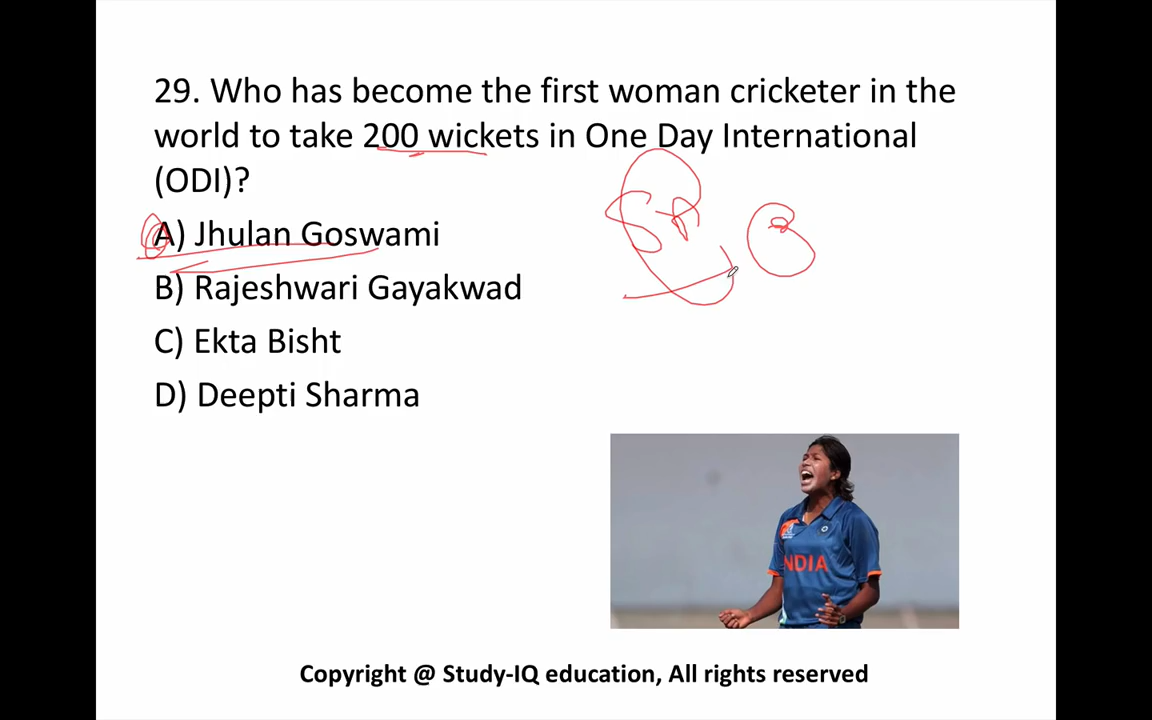 29. Who has become the first woman cricketer in the
world to take 200 wickets in One Day International
(ODI)?
A) Jhulan Goswami
B) Rajeshwari Gayakwad
C) Ekta Bisht
D) Deepti Sharma
INDIA
Copyright @ Study-IQ education, All rights reserved